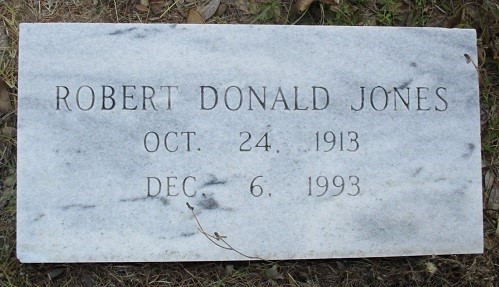 ROBERT DONALD JONES
OCT. 24, 1913
DEC. 6, 1993